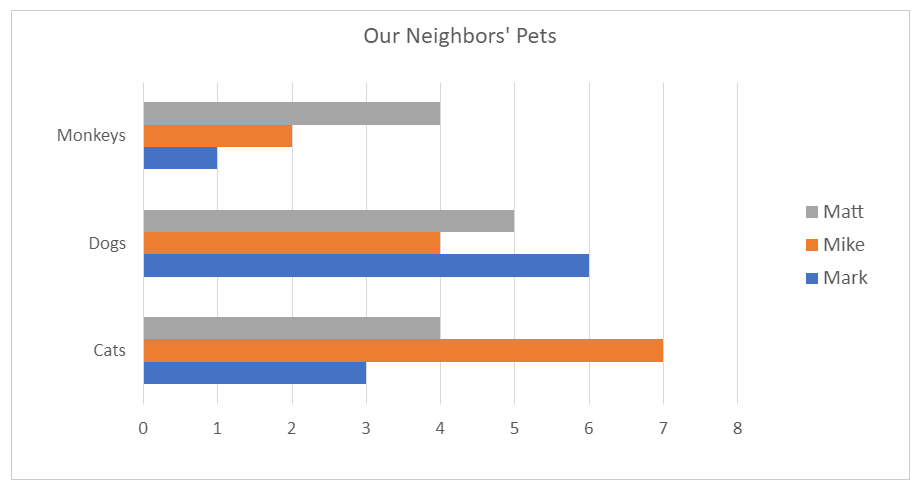 Our Neighbors' Pets
Monkeys
Dogs
Cats
Matt
Mike
Mark
0 1 2 3 4 5 6 7 8